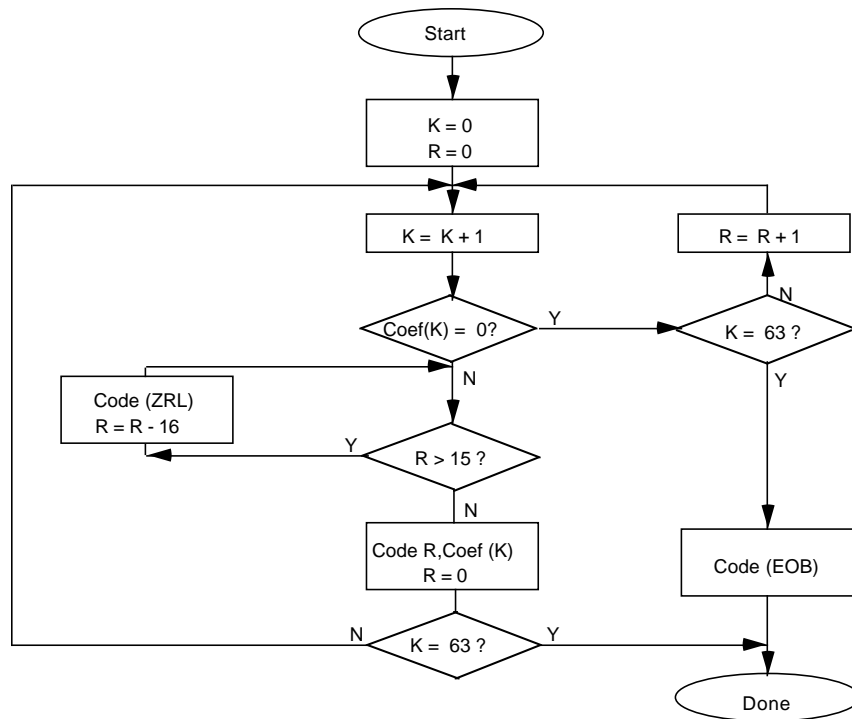 Start
K = 0
R = 0
K = K + 1
R = R + 1
N
Coef(K) = 0?
Y
K = 63 ?
N
Y
Code (ZRL)
R = R - 16
Y
R > 15 ?
N
Code R,Coef (K)
R = 0
Code (EOB)
N
K = 63 ?
Y
Done